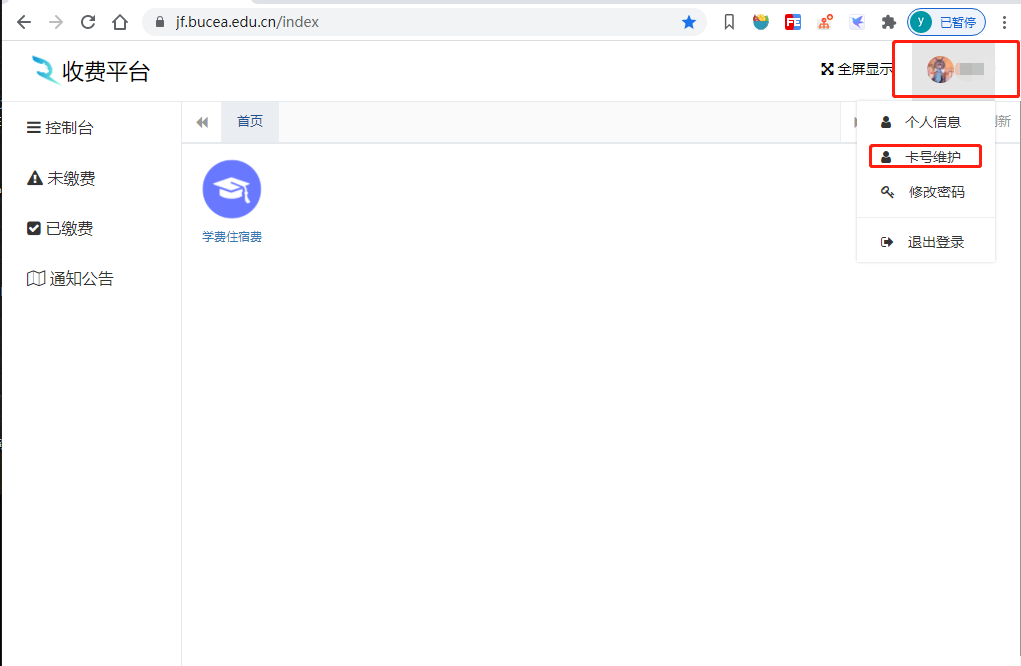 jf.bucea.edu.cn/index
y 已暂停
收费平台
全屏显示
控制台
首页
个人信息
刷新
卡号维护
未缴费
修改密码
已缴费
学费住宿费
退出登录
通知公告